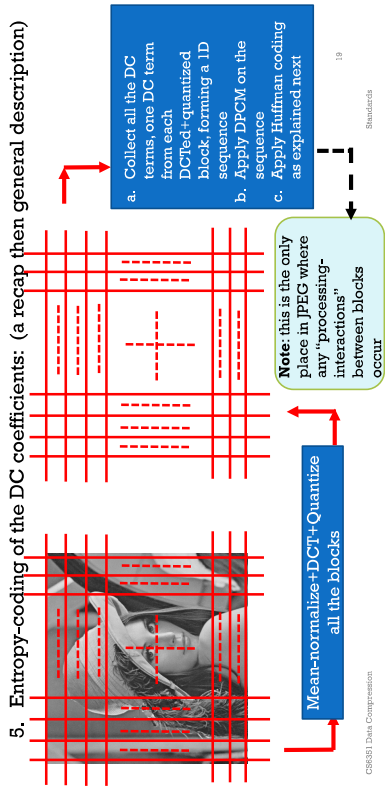 5. Entropy-coding of the DC coefficients: (a recap then general description)
Mean-normalize+DCT+Quantize
all the blocks
a. Collect all the DC
terms, one DC term
from each
DCTed+quantized
block, forming a 1D
sequence
b. Apply DPCM on the
sequence
c. Apply Huffman coding
as explained next
Note: this is the only
place in JPEG where
any “processing-
interactions”
between blocks
occur
CS6351 Data Compression
Standards
19